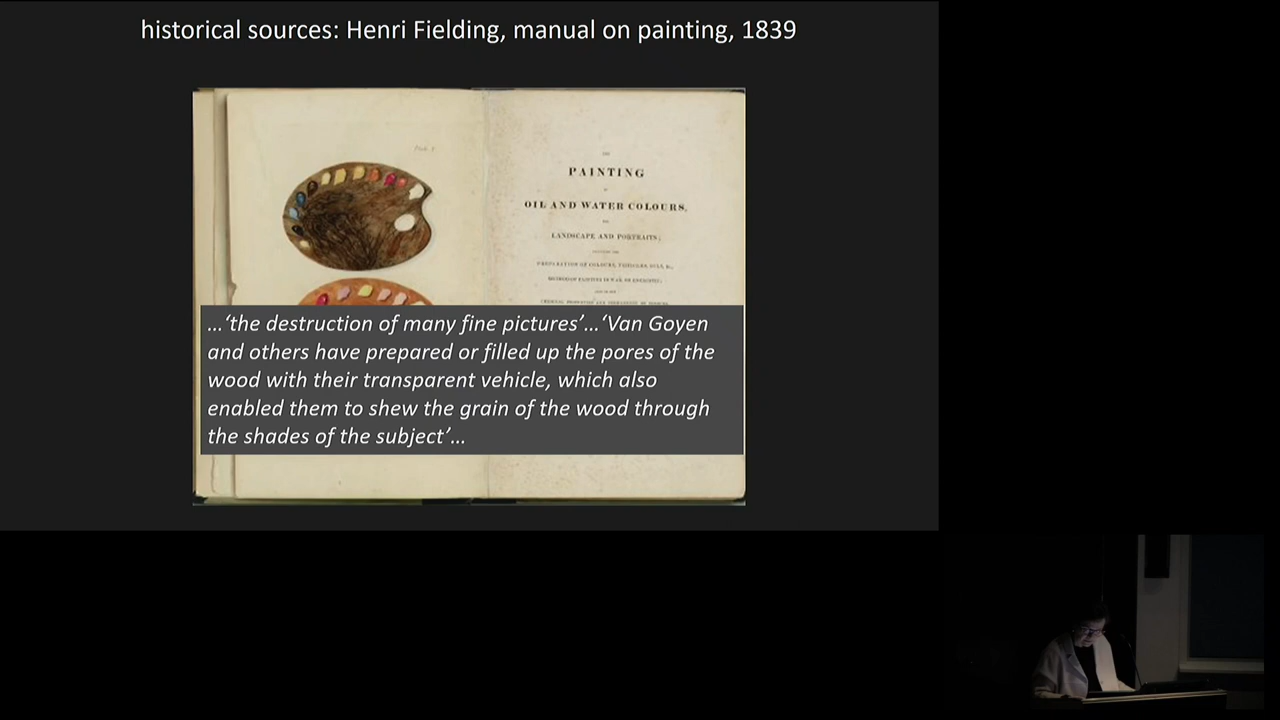 historical sources: Henri Fielding, manual on painting, 1839
PAINTING
OIL AND WATER COLOURS,
LANDSCAPE AND PORTRAITS;
...‘the destruction of many fine pictures’...‘Van Goyen
and others have prepared or filled up the pores of the
wood with their transparent vehicle, which also
enabled them to shew the grain of the wood through
the shades of the subject’...